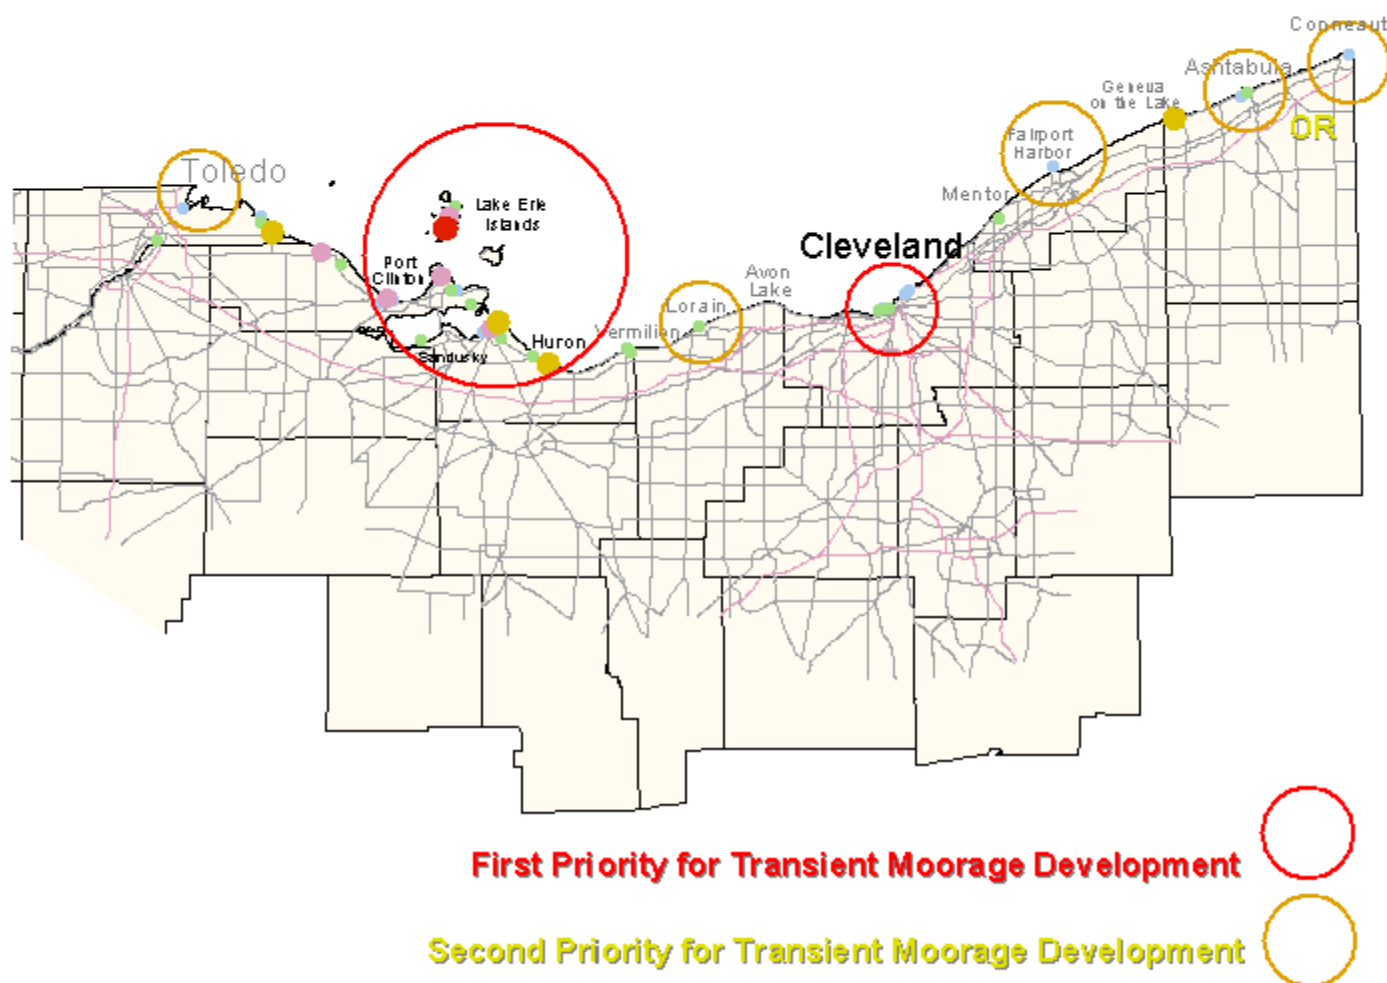 Conneaut
Ashtabula
Geneva
on the Lake
OR
Fairport
Harbor
Toledo
Mentor
Lake Erie
Islands
Cleveland
Port
Clinton
Avon
Lake
Lorain
Vermilion
Huron
Sandusky
First Priority for Transient Moorage Development
Second Priority for Transient Moorage Development